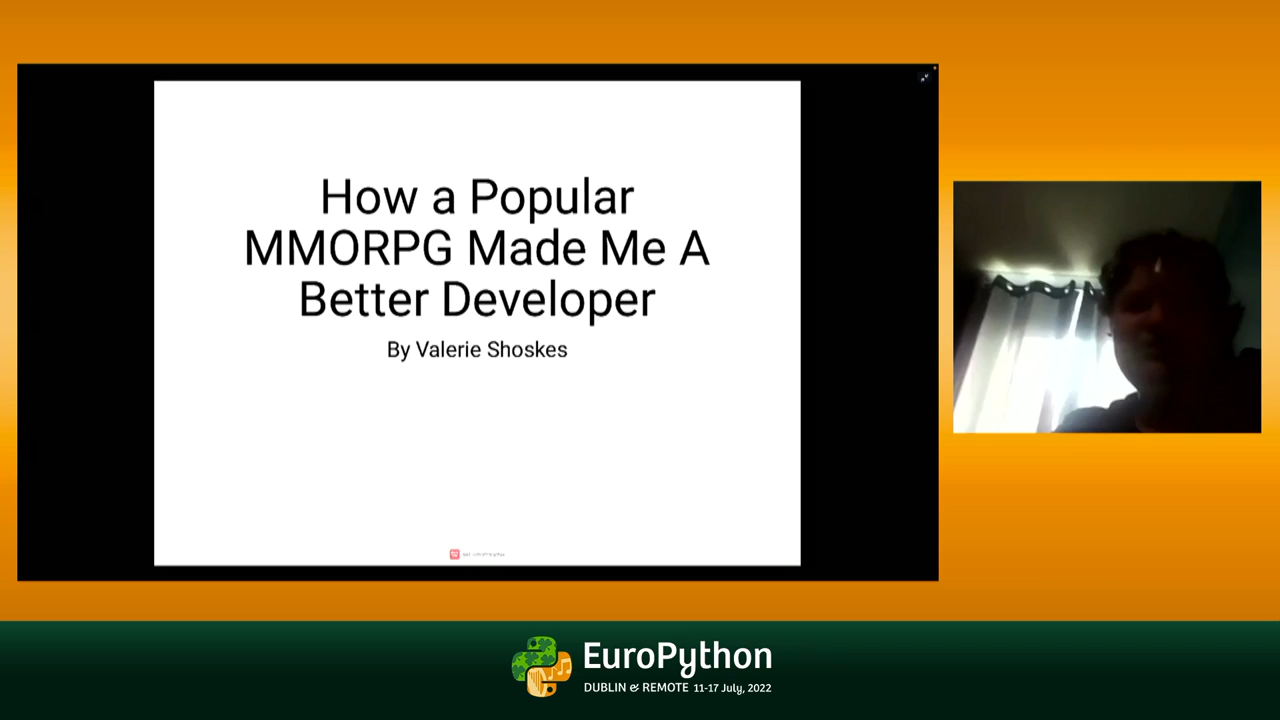 How a Popular
MMORPG Made Me A
Better Developer
By Valerie Shoskes
EuroPython
DUBLIN & REMOTE 11-17 July, 2022